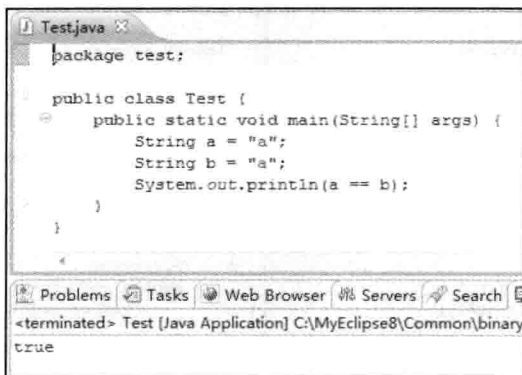 Test.java
package test;
public class Test {
public static void main(String[] args) {
String a = "a";
String b = "a";
System.out.println(a == b);
}
}
Problems Tasks Web Browser Servers Search
<terminated> Test [Java Application] C:\MyEclipse8\Common\binary
true